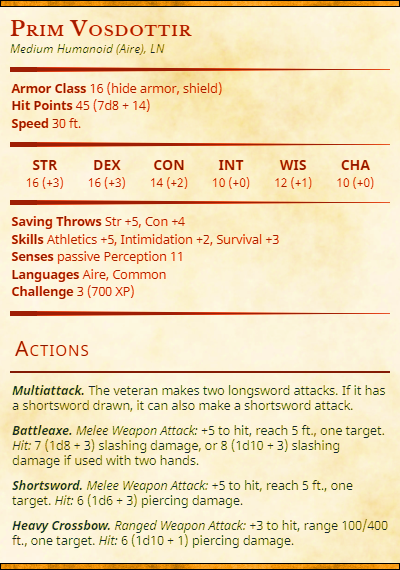 Prim Vosdottir
Medium Humanoid (Aire), LN
Armor Class 16 (hide armor, shield)
Hit Points 45 (7d8 + 14)
Speed 30 ft.
STR DEX CON INT WIS CHA
16 (+3) 16 (+3) 14 (+2) 10 (+0) 12 (+1) 10 (+0)
Saving Throws Str +5, Con +4
Skills Athletics +5, Intimidation +2, Survival +3
Senses passive Perception 11
Languages Aire, Common
Challenge 3 (700 XP)
Actions
Multiattack. The veteran makes two longsword attacks. If it has
a shortsword drawn, it can also make a shortsword attack.
Battleaxe. Melee Weapon Attack: +5 to hit, reach 5 ft., one target.
Hit: 7 (1d8 + 3) slashing damage, or 8 (1d10 + 3) slashing
damage if used with two hands.
Shortsword. Melee Weapon Attack: +5 to hit, reach 5 ft., one
target. Hit: 6 (1d6 + 3) piercing damage.
Heavy Crossbow. Ranged Weapon Attack: +3 to hit, range 100/400
ft., one target. Hit: 6 (1d10 + 1) piercing damage.